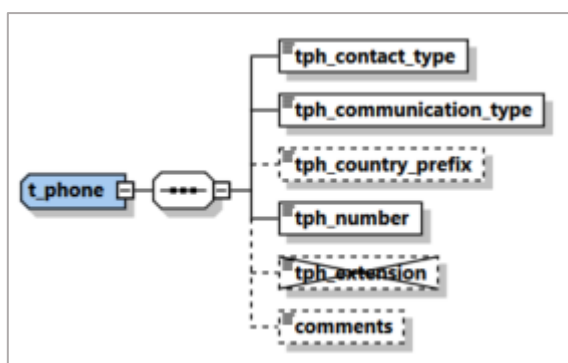 tph_contact_type
tph_communication_type
tph_country_prefix
t_phone
tph_number
tph_extension
comments